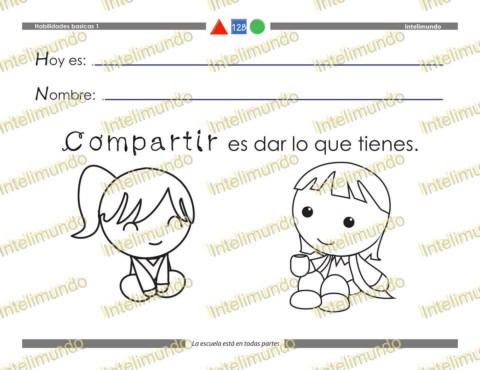 Habilidades basicas 1 128 Intelimundo
Hoy es:
Nombre:
Compartir es dar lo que tienes.
La escuela está en todas partes
Intelimundo